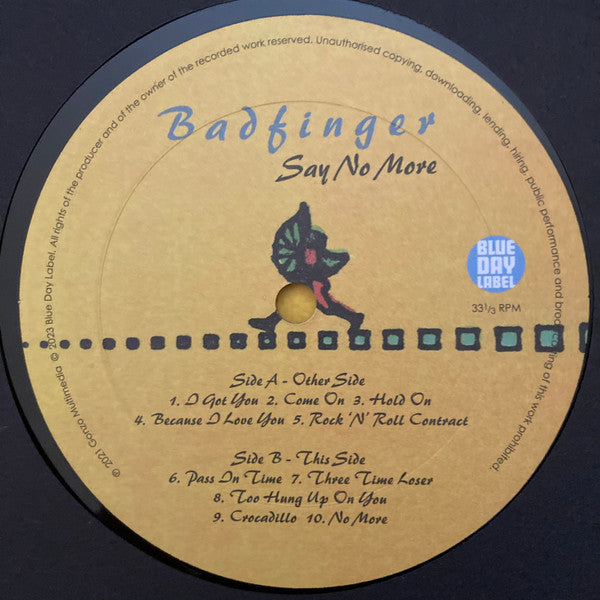 ℗ 2021 Gonzo Multimedia © 2023 Blue Day Label. All rights of the producer and of the owner of the recorded work reserved. Unauthorised copying, downloading, lending, hiring, public performance and broadcasting of this work prohibited.
Badfinger
Say No More
BLUE
DAY
LABEL
33 1/3 RPM
Side A - Other Side
1. I Got You 2. Come On 3. Hold On
4. Because I Love You 5. Rock 'N' Roll Contract
Side B - This Side
6. Pass In Time 7. Three Time Loser
8. Too Hung Up On You
9. Crocadillo 10. No More